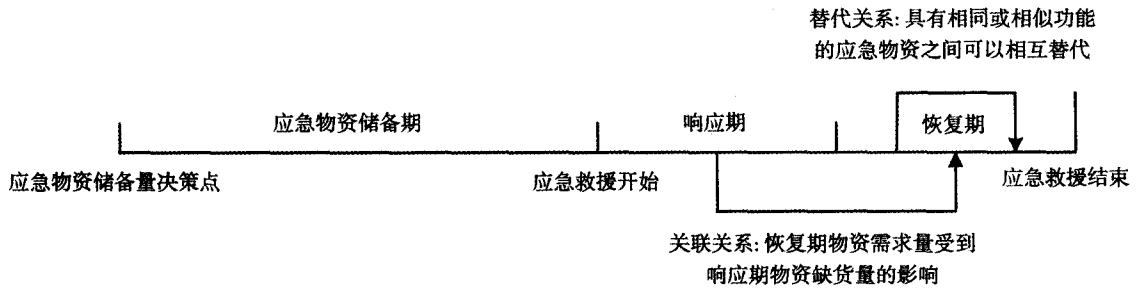 替代关系: 具有相同或相似功能
的应急物资之间可以相互替代
应急物资储备期
响应期
恢复期
应急物资储备量决策点
应急救援开始
应急救援结束
关联关系: 恢复期物资需求量受到
响应期物资缺货量的影响